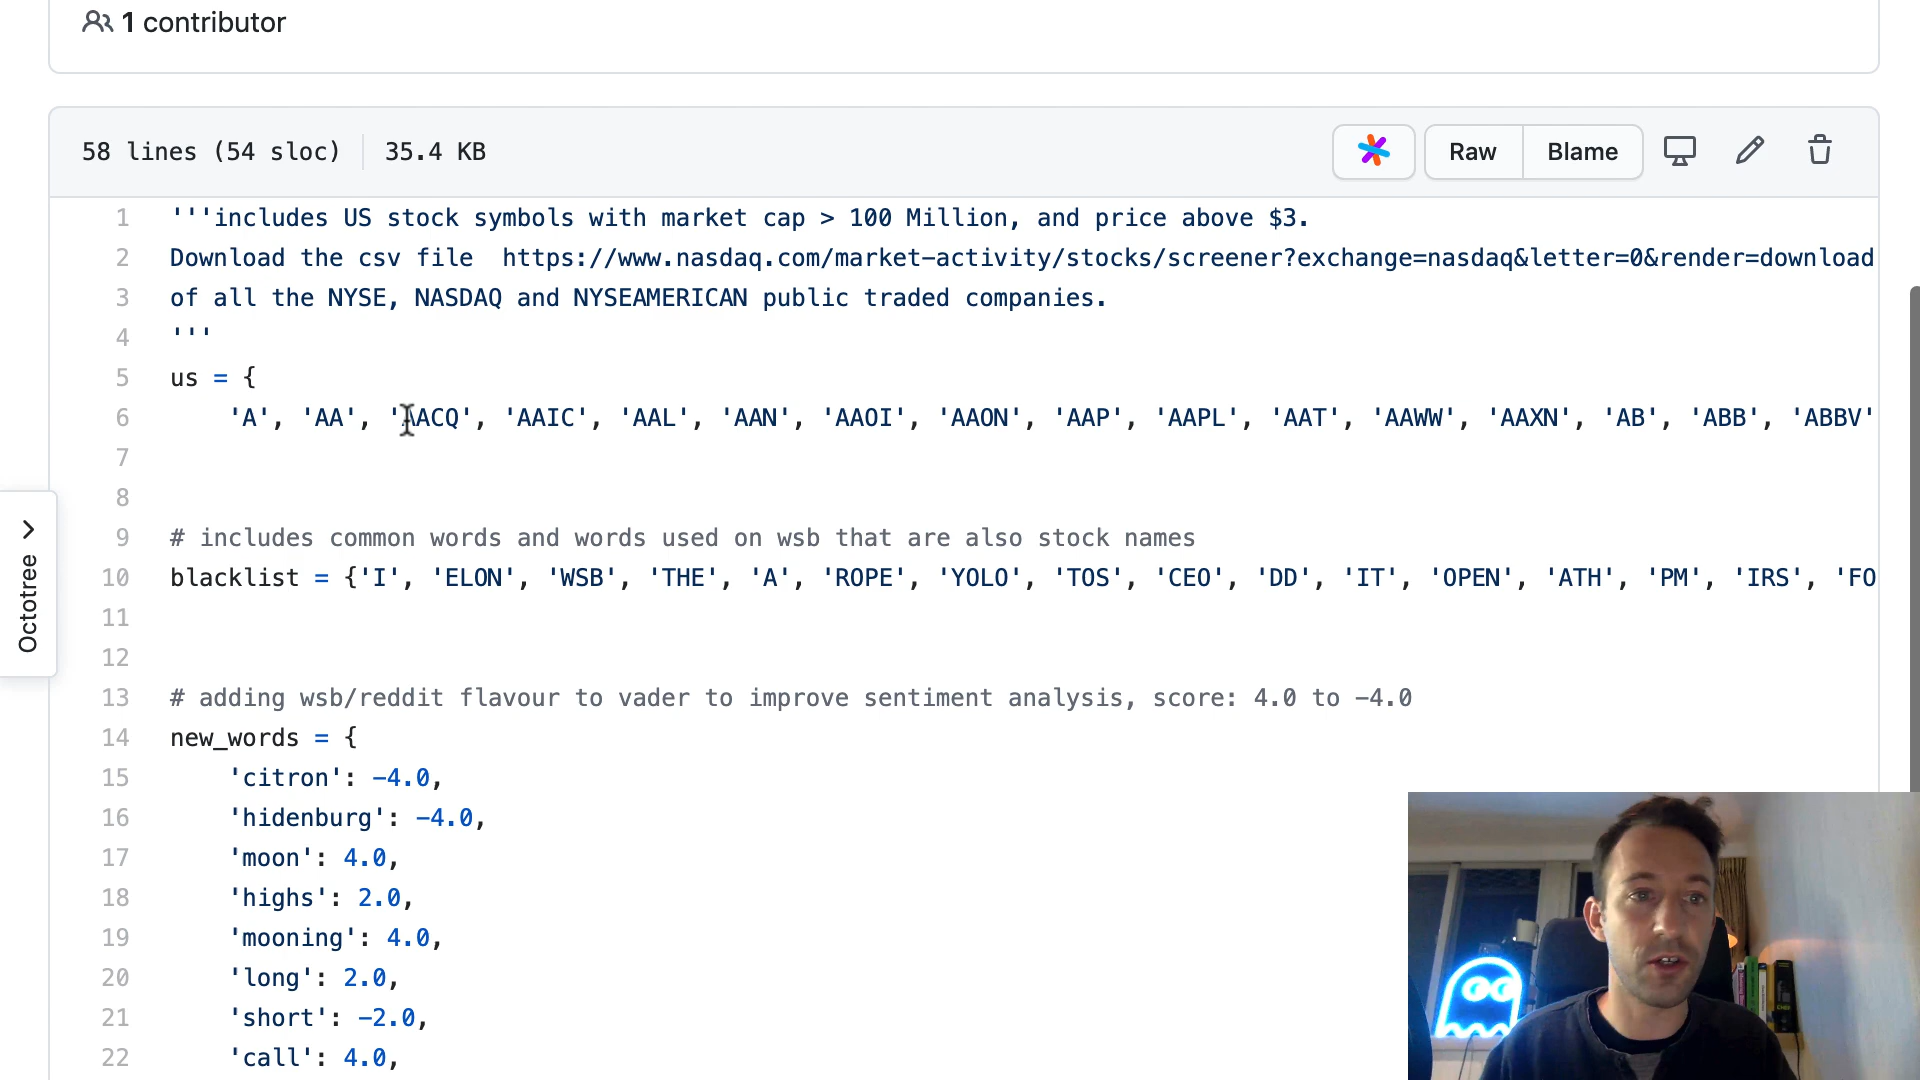 1 contributor
58 lines (54 sloc) 35.4 KB
Raw Blame
1 '''includes US stock symbols with market cap > 100 Million, and price above $3.
2 Download the csv file  https://www.nasdaq.com/market-activity/stocks/screener?exchange=nasdaq&letter=0&render=download
3 of all the NYSE, NASDAQ and NYSEAMERICAN public traded companies.
4 '''
5 us = {
6 'A', 'AA', 'AACQ', 'AAIC', 'AAL', 'AAN', 'AAOI', 'AAON', 'AAP', 'AAPL', 'AAT', 'AAWW', 'AAXN', 'AB', 'ABB', 'ABBV'
7
8
9 # includes common words and words used on wsb that are also stock names
10 blacklist = {'I', 'ELON', 'WSB', 'THE', 'A', 'ROPE', 'YOLO', 'TOS', 'CEO', 'DD', 'IT', 'OPEN', 'ATH', 'PM', 'IRS', 'FO
11
12
13 # adding wsb/reddit flavour to vader to improve sentiment analysis, score: 4.0 to -4.0
14 new_words = {
15 'citron': -4.0,
16 'hidenburg': -4.0,
17 'moon': 4.0,
18 'highs': 2.0,
19 'mooning': 4.0,
20 'long': 2.0,
21 'short': -2.0,
22 'call': 4.0,
Octotree